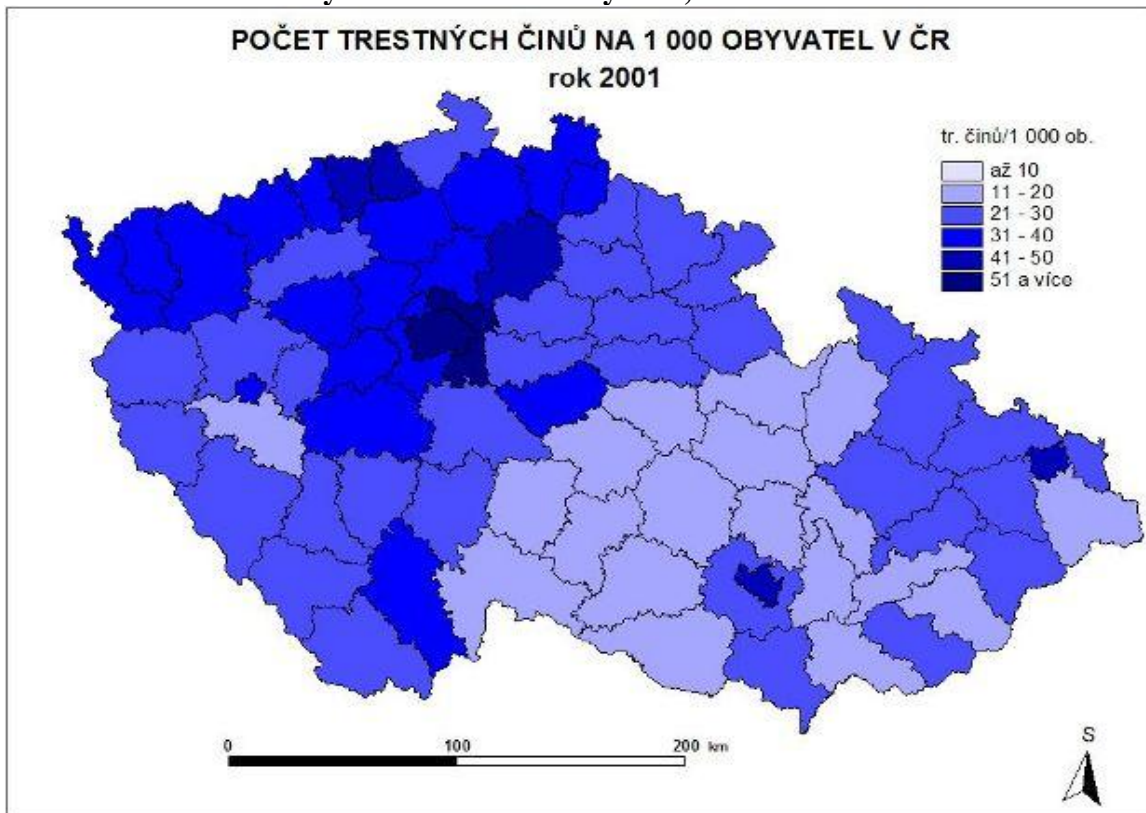 POČET TRESTNÝCH ČINŮ NA 1 000 OBYVATEL V ČR
rok 2001
tr. činů/1 000 ob.
až 10
11 - 20
21 - 30
31 - 40
41 - 50
51 a více
0 100 200 km
S